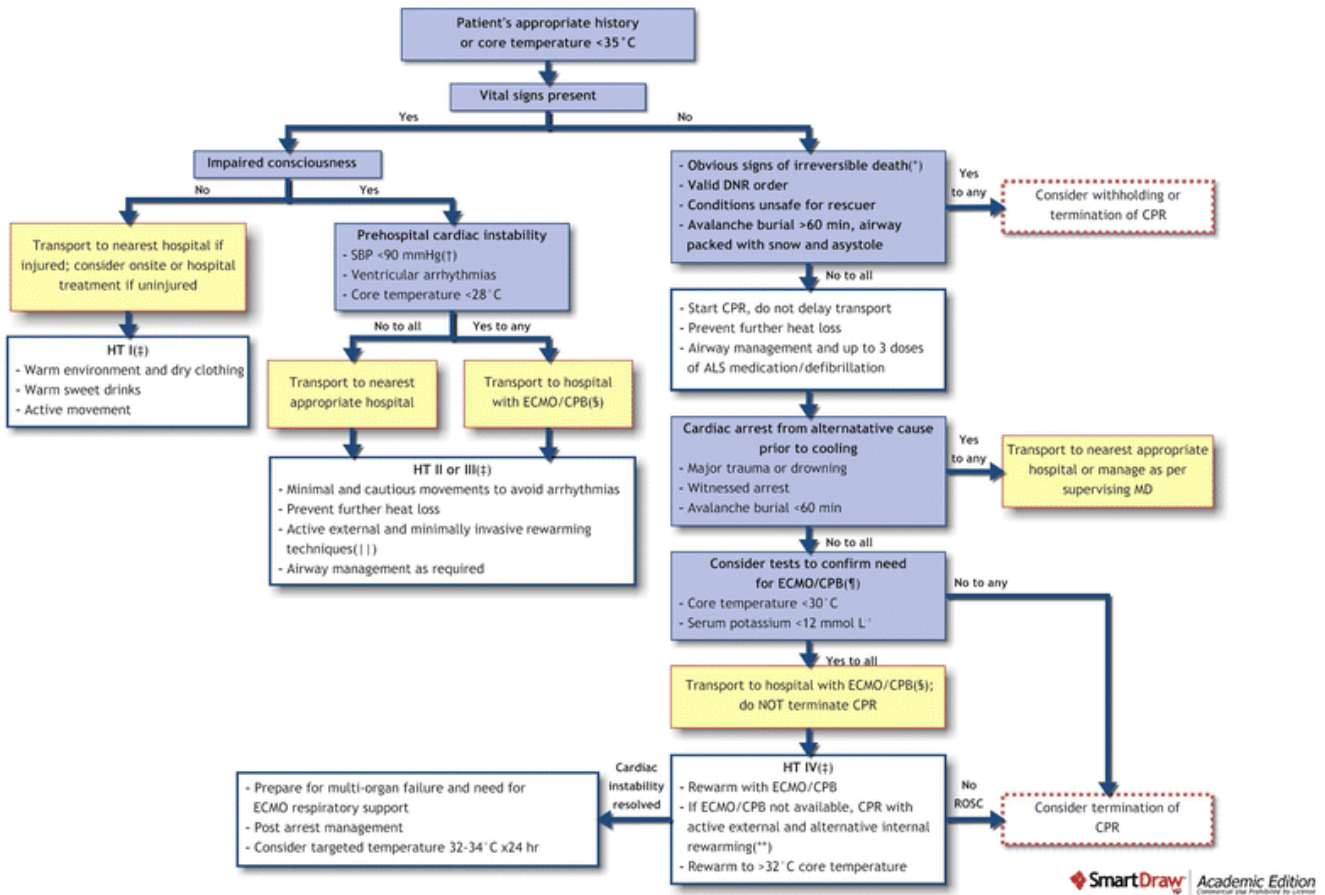 Patient's appropriate history
or core temperature <35°C
Vital signs present
Yes
No
Impaired consciousness
No
Yes
Transport to nearest hospital if
injured; consider onsite or hospital
treatment if uninjured
HT I(‡)
- Warm environment and dry clothing
- Warm sweet drinks
- Active movement
Prehospital cardiac instability
- SBP <90 mmHg(†)
- Ventricular arrhythmias
- Core temperature <28°C
No to all
Yes to any
Transport to nearest
appropriate hospital
Transport to hospital
with ECMO/CPB(§)
HT II or III(‡)
- Minimal and cautious movements to avoid arrhythmias
- Prevent further heat loss
- Active external and minimally invasive rewarming
techniques(||)
- Airway management as required
- Obvious signs of irreversible death(*)
- Valid DNR order
- Conditions unsafe for rescuer
- Avalanche burial >60 min, airway
packed with snow and asystole
Yes
to any
Consider withholding or
termination of CPR
No to all
- Start CPR, do not delay transport
- Prevent further heat loss
- Airway management and up to 3 doses
of ALS medication/defibrillation
Cardiac arrest from alternatative cause
prior to cooling
- Major trauma or drowning
- Witnessed arrest
- Avalanche burial <60 min
Yes
to any
Transport to nearest appropriate
hospital or manage as per
supervising MD
No to all
Consider tests to confirm need
for ECMO/CPB(¶)
- Core temperature <30°C
- Serum potassium <12 mmol L⁻¹
No to any
Yes to all
Transport to hospital with ECMO/CPB(§);
do NOT terminate CPR
HT IV(‡)
- Rewarm with ECMO/CPB
- If ECMO/CPB not available, CPR with
active external and alternative internal
rewarming(**)
- Rewarm to >32°C core temperature
Cardiac
instability
resolved
- Prepare for multi-organ failure and need for
ECMO respiratory support
- Post arrest management
- Consider targeted temperature 32-34°C x24 hr
No
ROSC
Consider termination of
CPR
SmartDraw Academic Edition
Commercial Use Prohibited by License